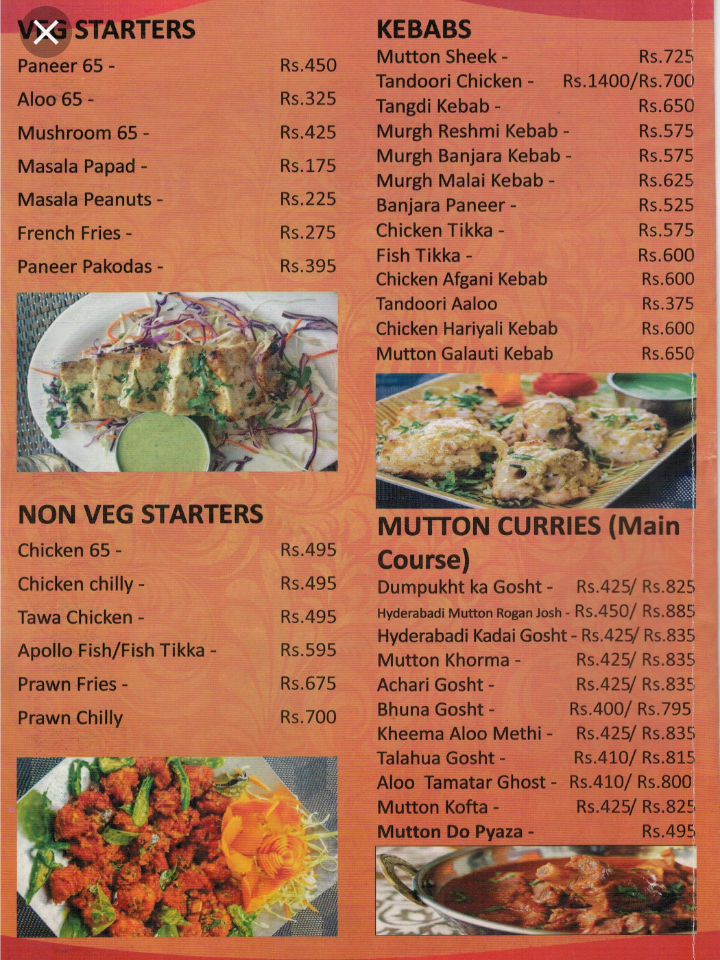 VEG STARTERS
Paneer 65 - Rs.450
Aloo 65 - Rs.325
Mushroom 65 - Rs.425
Masala Papad - Rs.175
Masala Peanuts - Rs.225
French Fries - Rs.275
Paneer Pakodas - Rs.395
NON VEG STARTERS
Chicken 65 - Rs.495
Chicken chilly - Rs.495
Tawa Chicken - Rs.495
Apollo Fish/Fish Tikka - Rs.595
Prawn Fries - Rs.675
Prawn Chilly Rs.700
KEBABS
Mutton Sheek - Rs.725
Tandoori Chicken - Rs.1400/Rs.700
Tangdi Kebab - Rs.650
Murgh Reshmi Kebab - Rs.575
Murgh Banjara Kebab - Rs.575
Murgh Malai Kebab - Rs.625
Banjara Paneer - Rs.525
Chicken Tikka - Rs.575
Fish Tikka - Rs.600
Chicken Afgani Kebab Rs.600
Tandoori Aaloo Rs.375
Chicken Hariyali Kebab Rs.600
Mutton Galauti Kebab Rs.650
MUTTON CURRIES (Main
Course)
Dumpukht ka Gosht - Rs.425/ Rs.825
Hyderabadi Mutton Rogan Josh - Rs.450/ Rs.885
Hyderabadi Kadai Gosht - Rs.425/ Rs.835
Mutton Khorma - Rs.425/ Rs.835
Achari Gosht - Rs.425/ Rs.835
Bhuna Gosht - Rs.400/ Rs.795
Kheema Aloo Methi - Rs.425/ Rs.835
Talahua Gosht - Rs.410/ Rs.815
Aloo Tamatar Ghost - Rs.410/ Rs.800
Mutton Kofta - Rs.425/ Rs.825
Mutton Do Pyaza - Rs.495